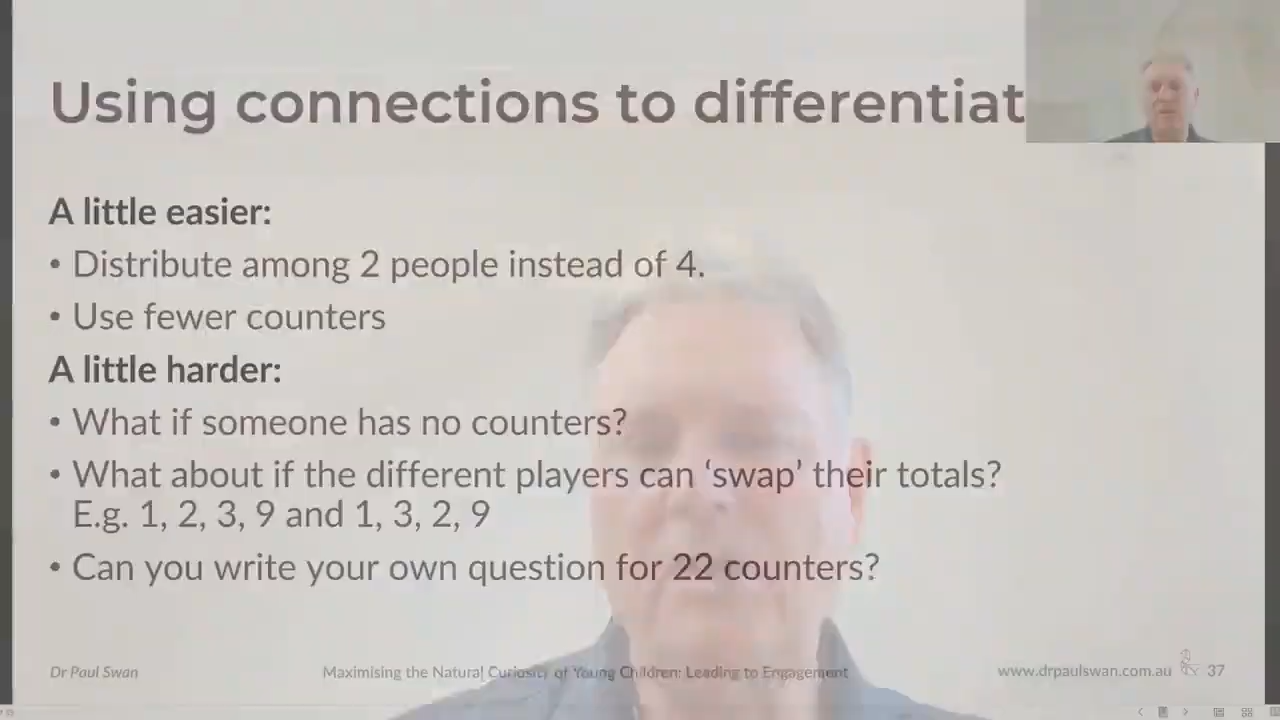 Using connections to differentiat
A little easier:
• Distribute among 2 people instead of 4.
• Use fewer counters
A little harder:
• What if someone has no counters?
• What about if the different players can ‘swap’ their totals?
E.g. 1, 2, 3, 9 and 1, 3, 2, 9
• Can you write your own question for 22 counters?
Dr Paul Swan Maximising the Natural Curiosity of Young Children: Leading to Engagement www.drpaulswan.com.au 37